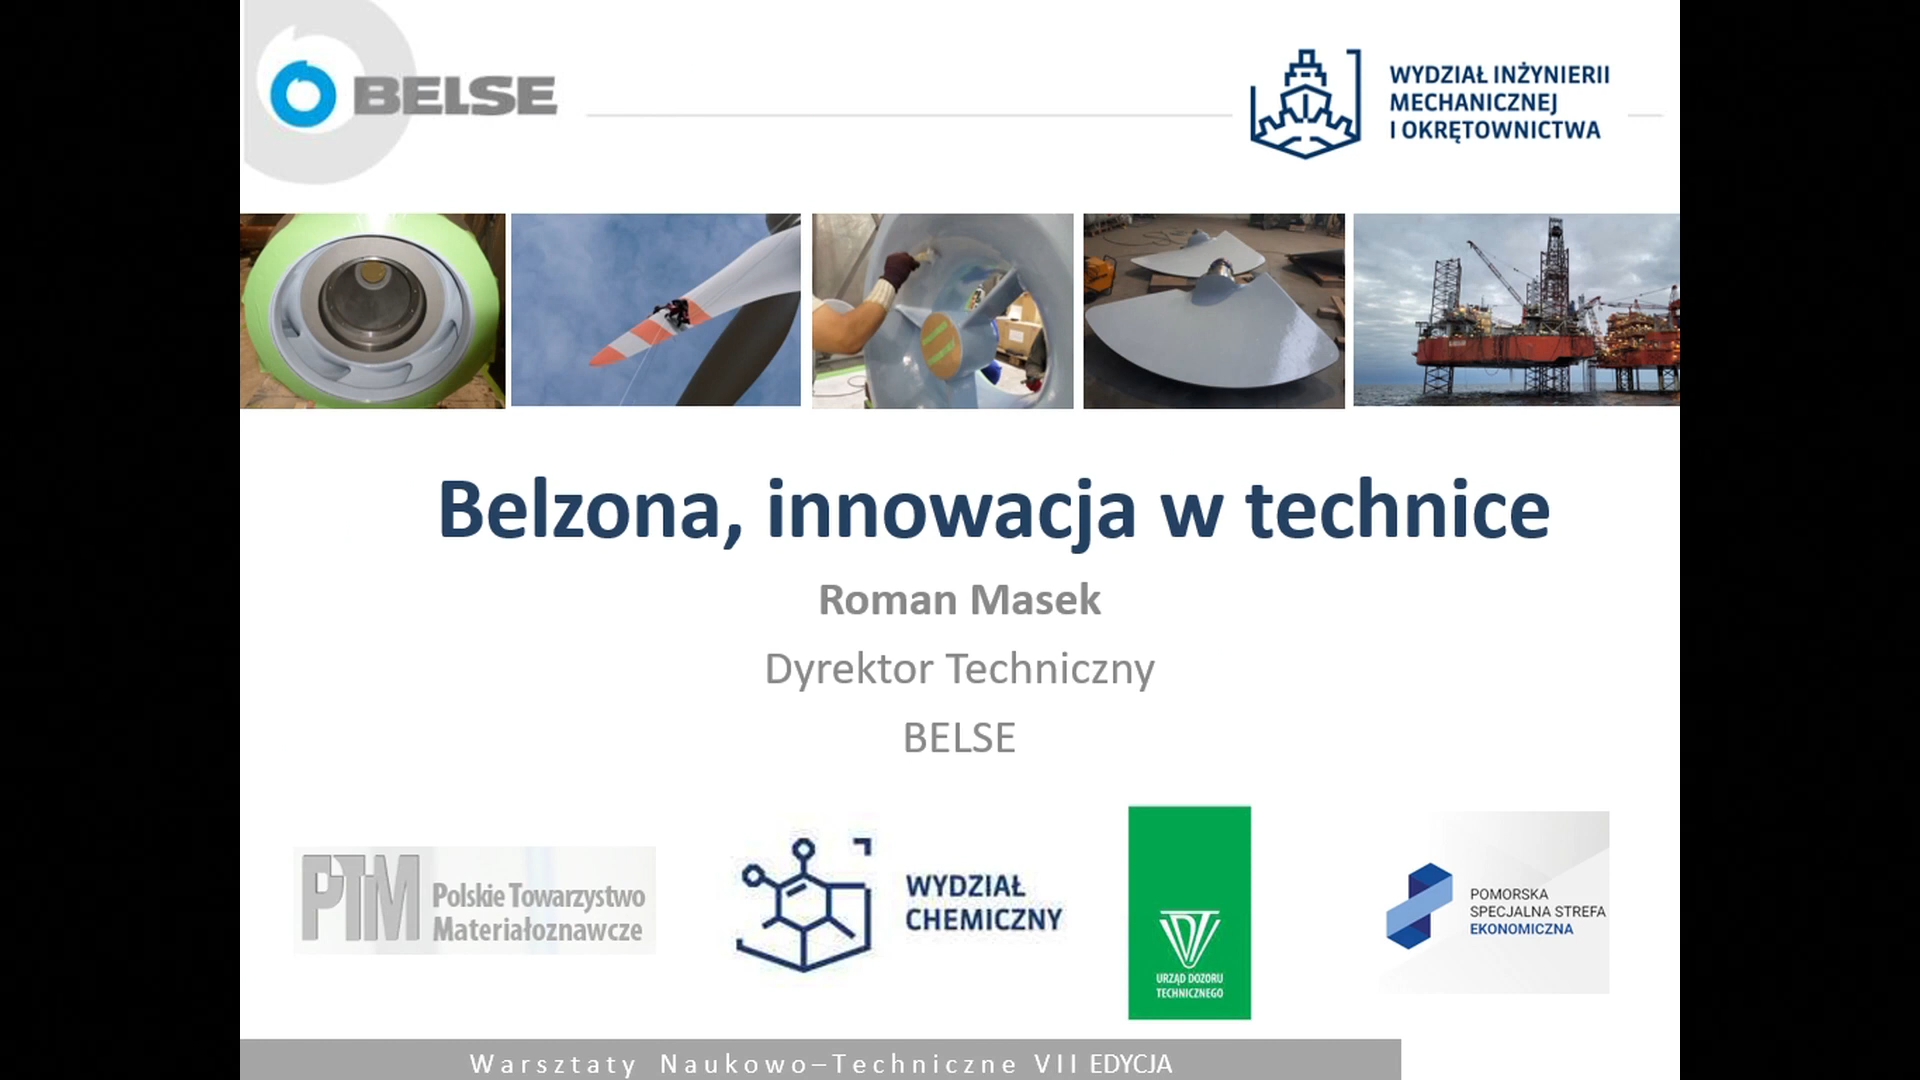 BELSE
WYDZIAŁ INŻYNIERII
MECHANICZNEJ
I OKRĘTOWNICTWA
Belzona, innowacja w technice
Roman Masek
Dyrektor Techniczny
BELSE
PTM
Polskie Towarzystwo
Materiałoznawcze
WYDZIAŁ
CHEMICZNY
UDT
URZĄD DOZORU
TECHNICZNEGO
POMORSKA
SPECJALNA STREFA
EKONOMICZNA
Warsztaty Naukowo–Techniczne VII EDYCJA